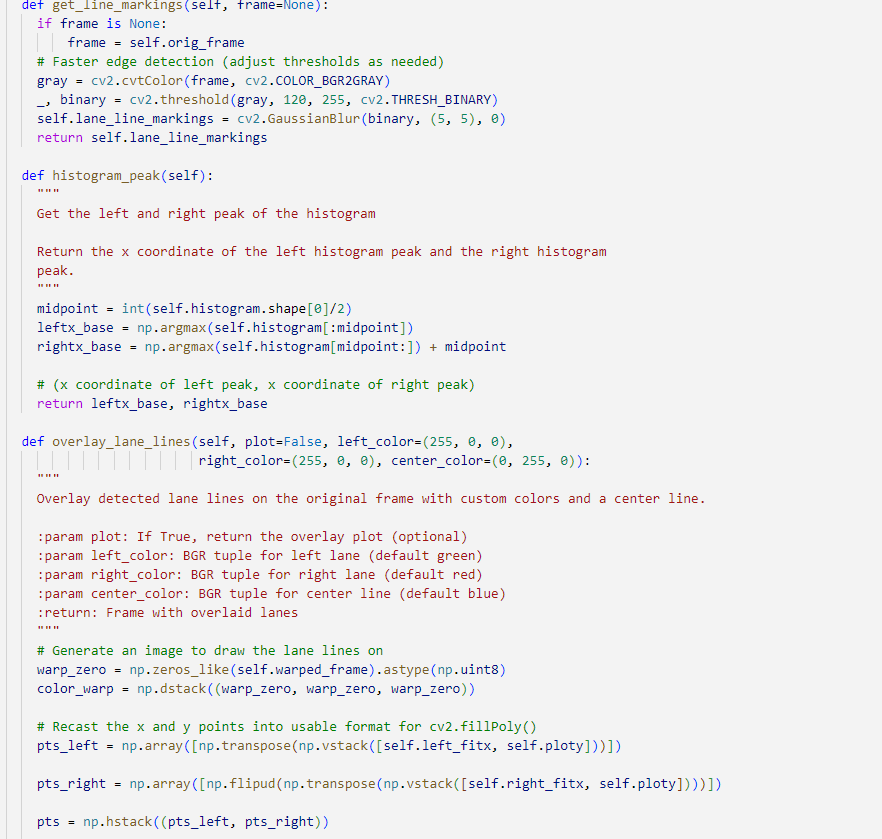 def get_line_markings(self, frame=None):
if frame is None:
frame = self.orig_frame
# Faster edge detection (adjust thresholds as needed)
gray = cv2.cvtColor(frame, cv2.COLOR_BGR2GRAY)
_, binary = cv2.threshold(gray, 120, 255, cv2.THRESH_BINARY)
self.lane_line_markings = cv2.GaussianBlur(binary, (5, 5), 0)
return self.lane_line_markings
def histogram_peak(self):
"""
Get the left and right peak of the histogram
Return the x coordinate of the left histogram peak and the right histogram
peak.
"""
midpoint = int(self.histogram.shape[0]/2)
leftx_base = np.argmax(self.histogram[:midpoint])
rightx_base = np.argmax(self.histogram[midpoint:]) + midpoint
# (x coordinate of left peak, x coordinate of right peak)
return leftx_base, rightx_base
def overlay_lane_lines(self, plot=False, left_color=(255, 0, 0),
right_color=(255, 0, 0), center_color=(0, 255, 0)):
"""
Overlay detected lane lines on the original frame with custom colors and a center line.
:param plot: If True, return the overlay plot (optional)
:param left_color: BGR tuple for left lane (default green)
:param right_color: BGR tuple for right lane (default red)
:param center_color: BGR tuple for center line (default blue)
:return: Frame with overlaid lanes
"""
# Generate an image to draw the lane lines on
warp_zero = np.zeros_like(self.warped_frame).astype(np.uint8)
color_warp = np.dstack((warp_zero, warp_zero, warp_zero))
# Recast the x and y points into usable format for cv2.fillPoly()
pts_left = np.array([np.transpose(np.vstack([self.left_fitx, self.ploty]))])
pts_right = np.array([np.flipud(np.transpose(np.vstack([self.right_fitx, self.ploty])))])
pts = np.hstack((pts_left, pts_right))